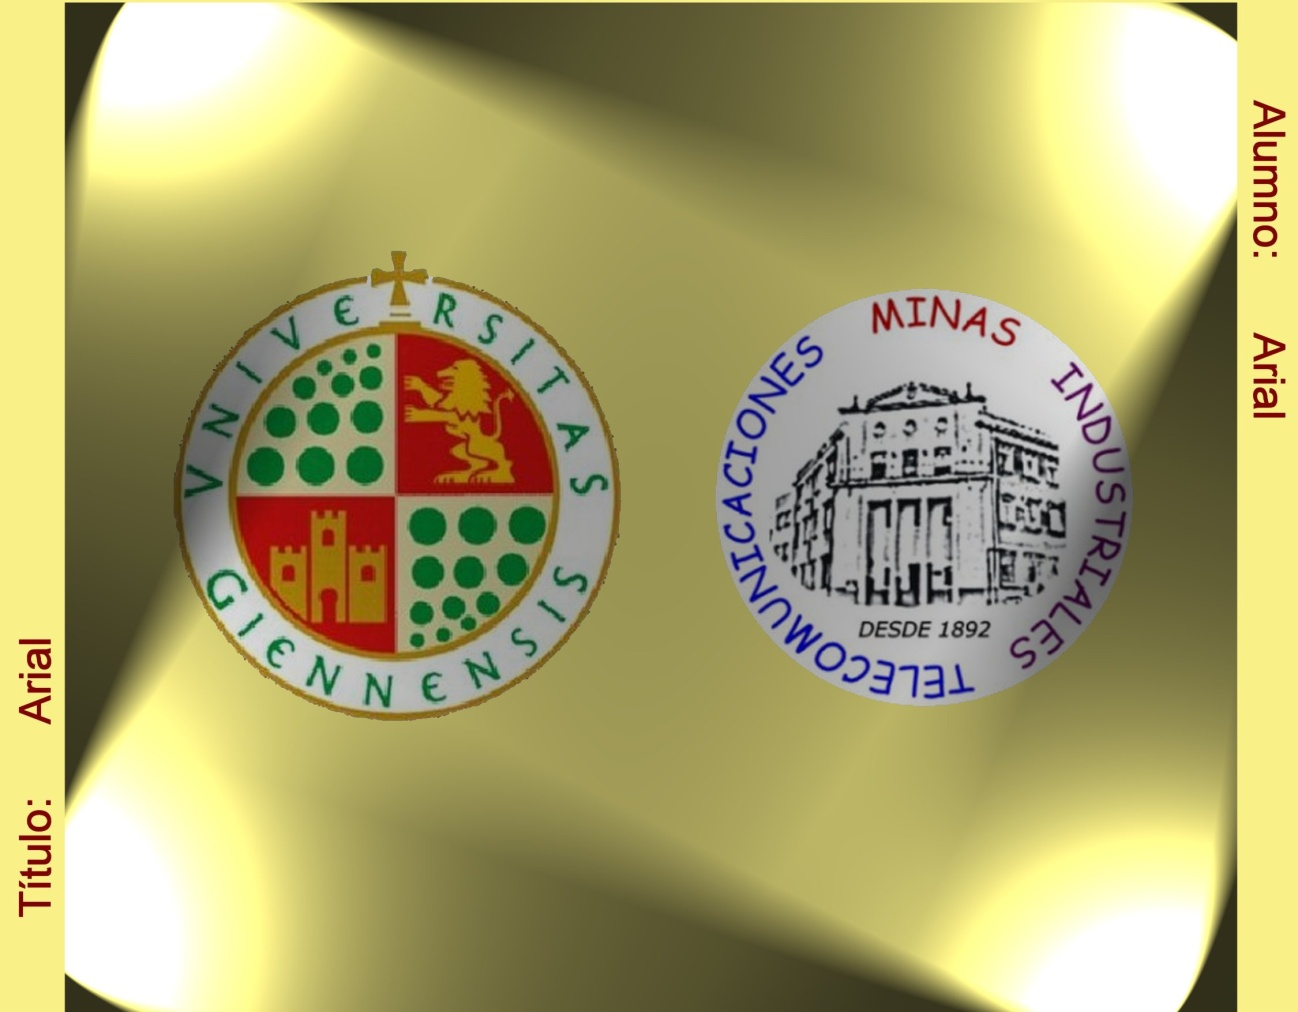 Título: Arial
VNIVERSITAS
GIENNENSIS
MINAS
INDUSTRIALES
TELECOMUNICACIONES
DESDE 1892
Alumno: Arial